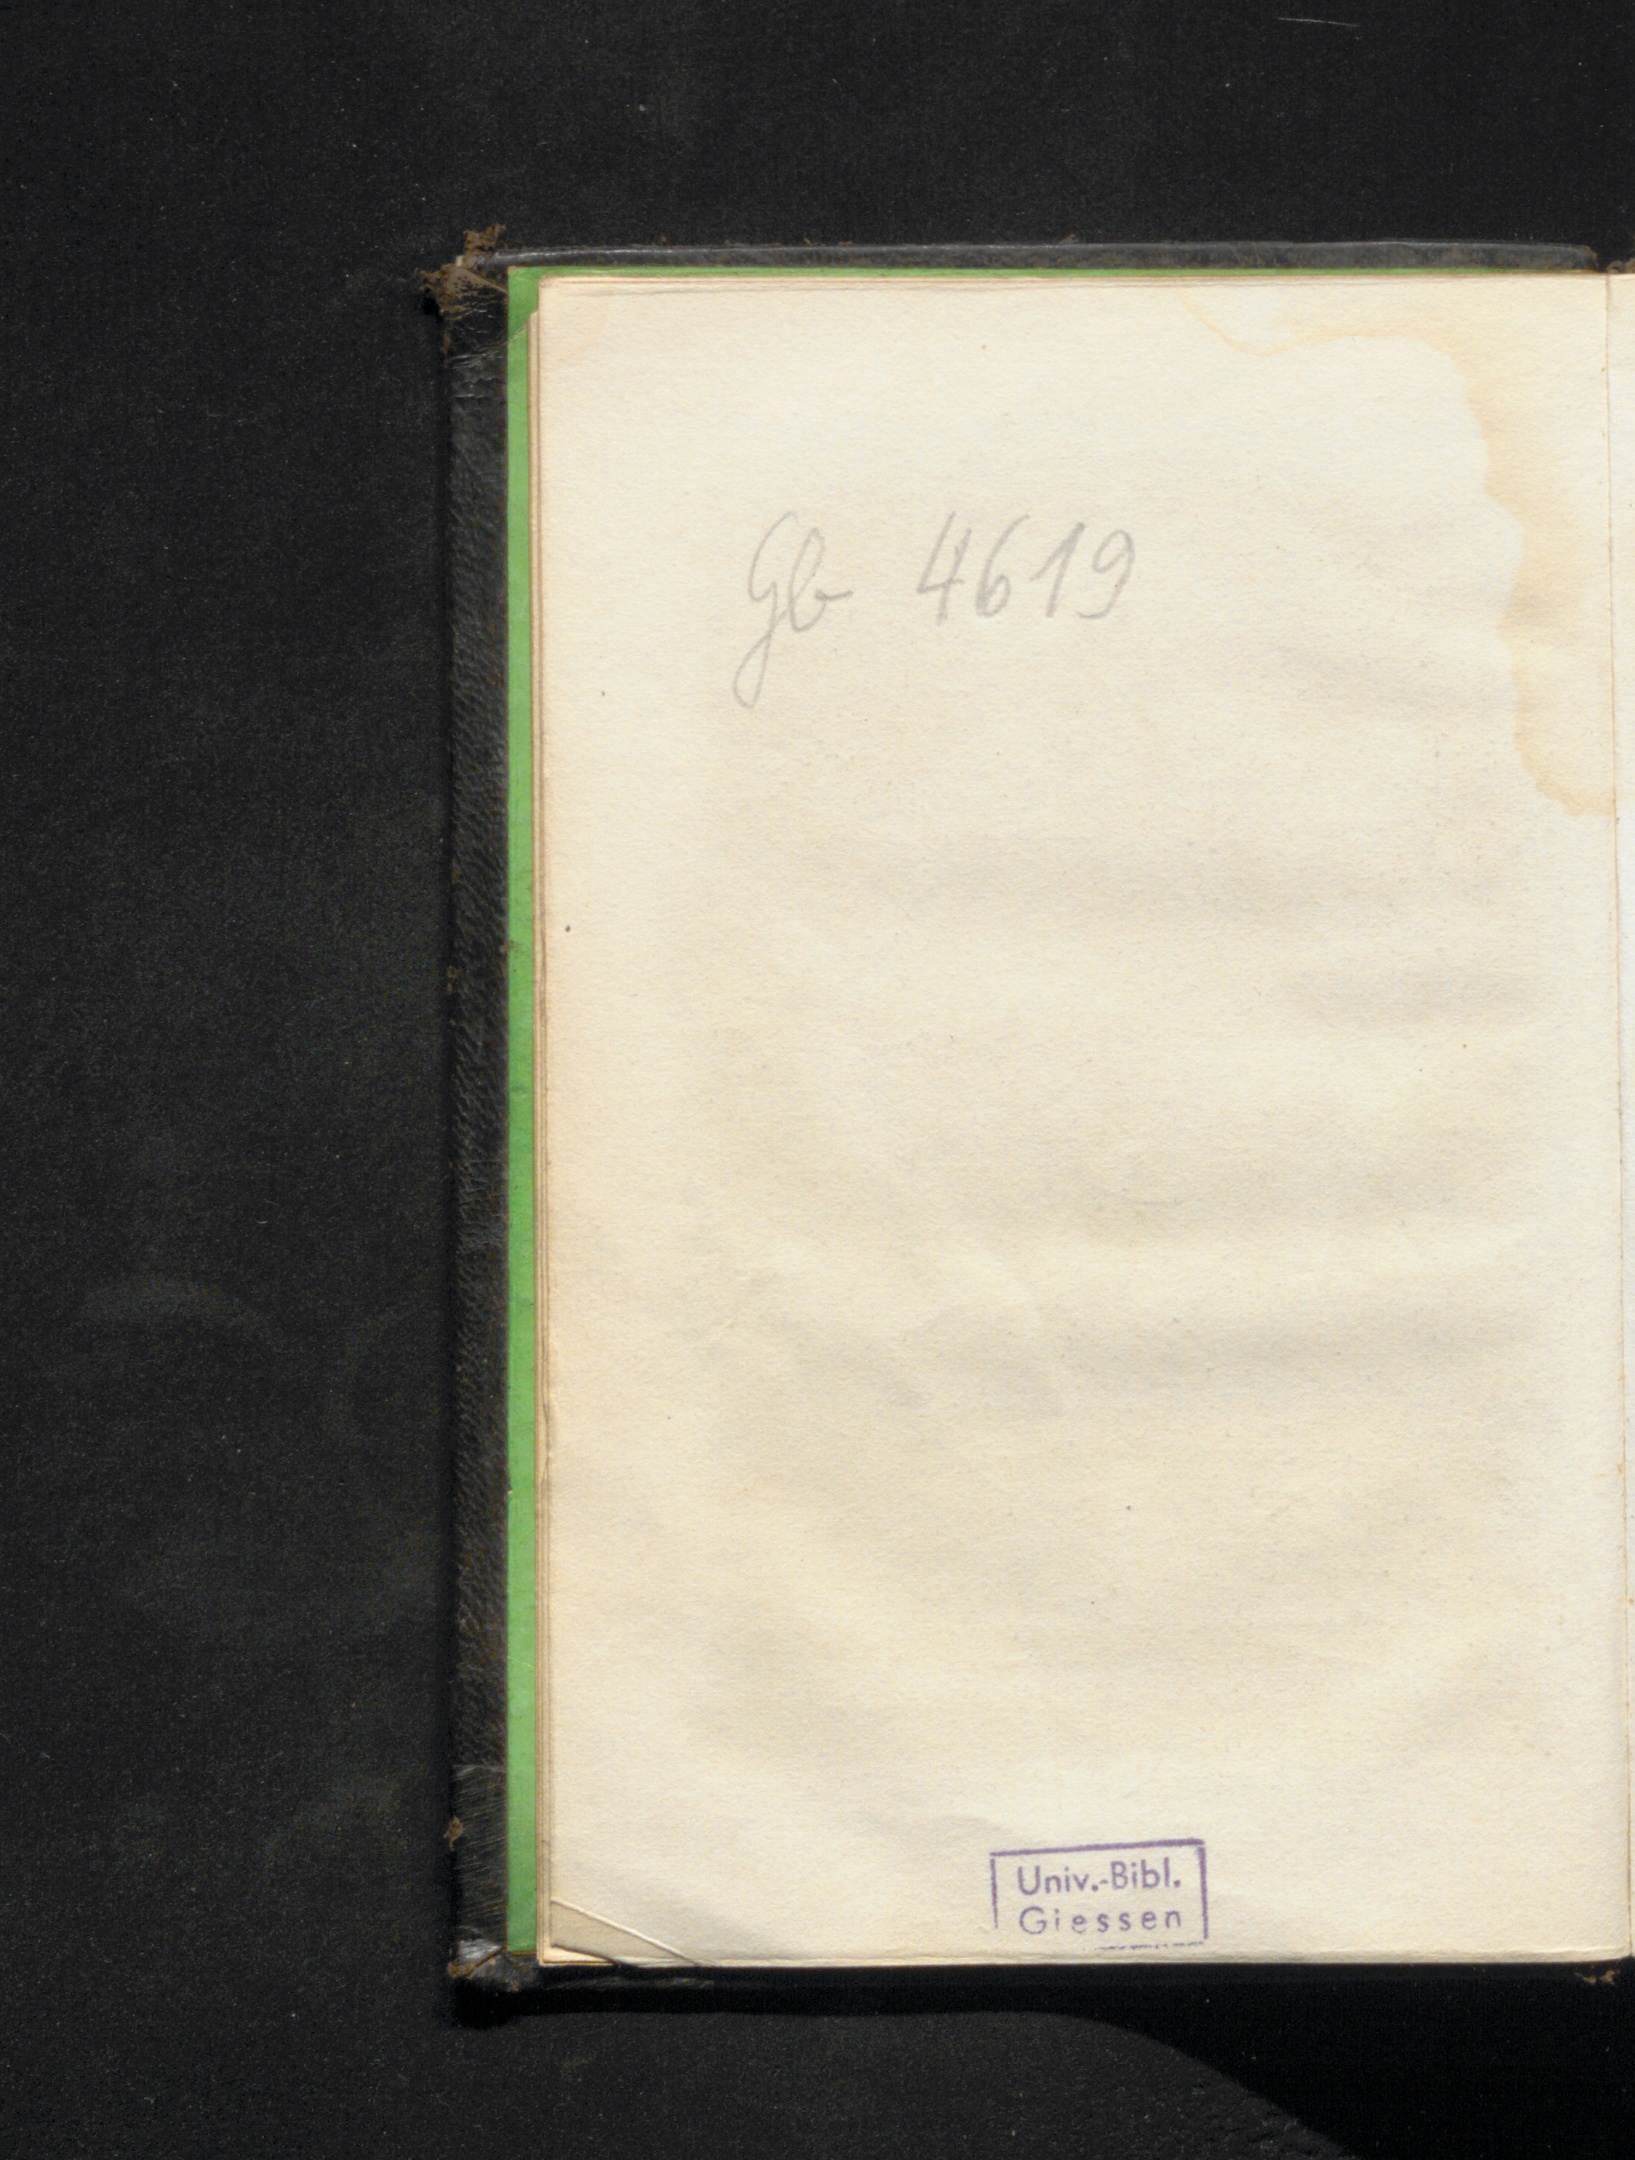 Gb 4619
Univ.-Bibl.
Giessen